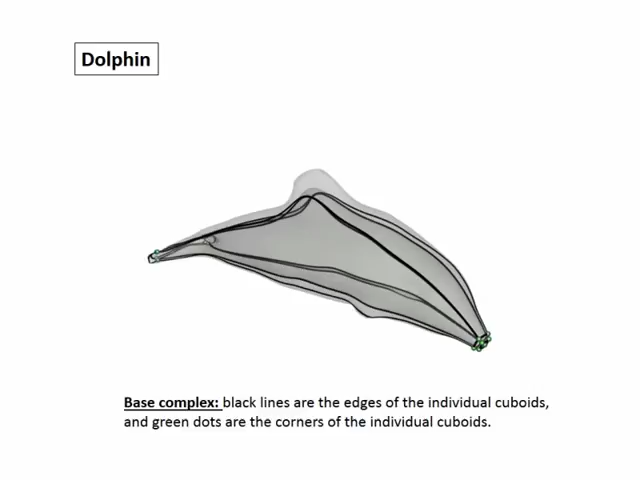 Dolphin
Base complex: black lines are the edges of the individual cuboids,
and green dots are the corners of the individual cuboids.